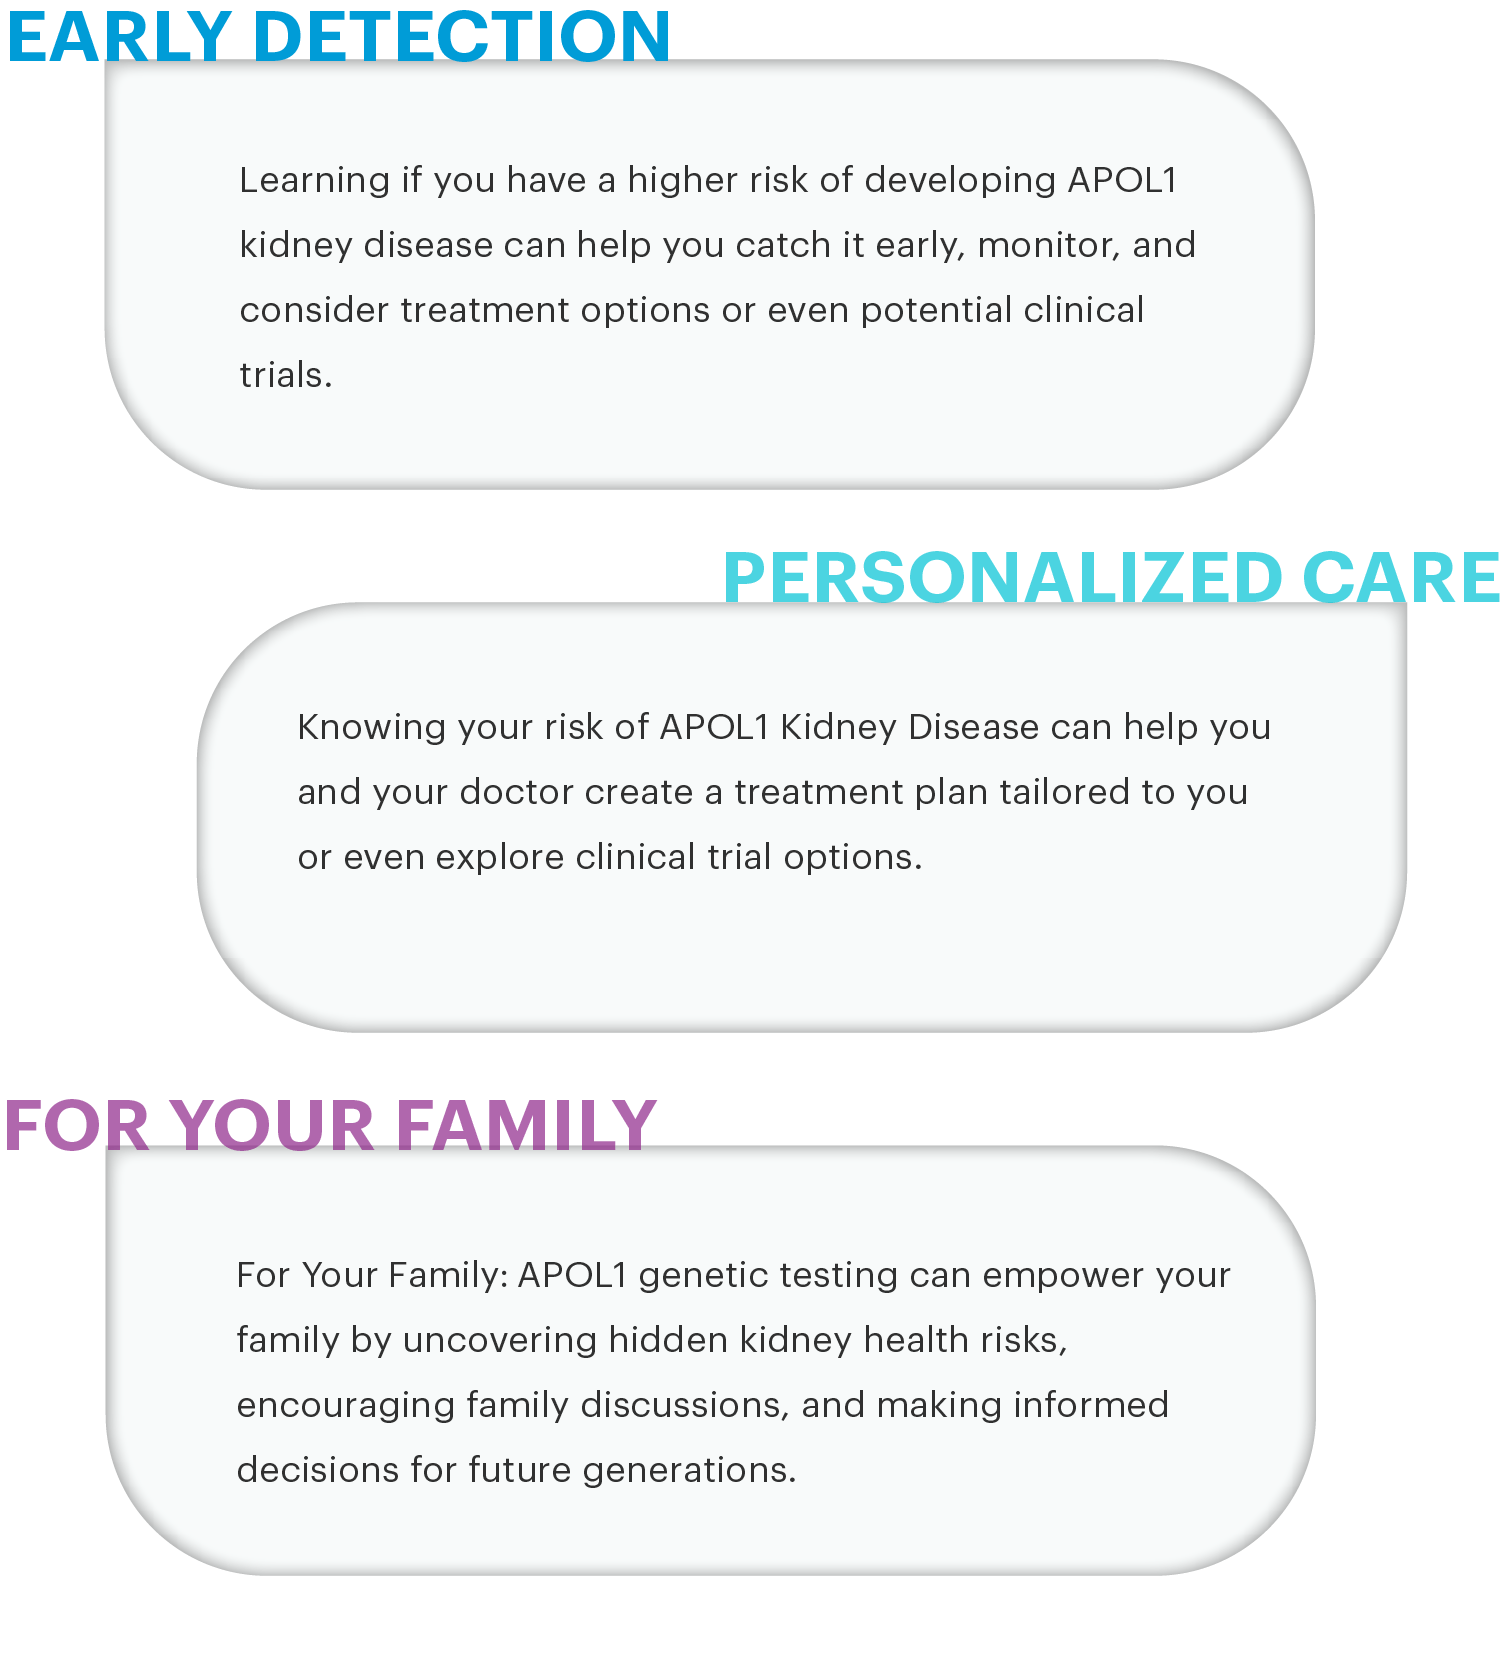 EARLY DETECTION
Learning if you have a higher risk of developing APOL1
kidney disease can help you catch it early, monitor, and
consider treatment options or even potential clinical
trials.
PERSONALIZED CARE
Knowing your risk of APOL1 Kidney Disease can help you
and your doctor create a treatment plan tailored to you
or even explore clinical trial options.
FOR YOUR FAMILY
For Your Family: APOL1 genetic testing can empower your
family by uncovering hidden kidney health risks,
encouraging family discussions, and making informed
decisions for future generations.